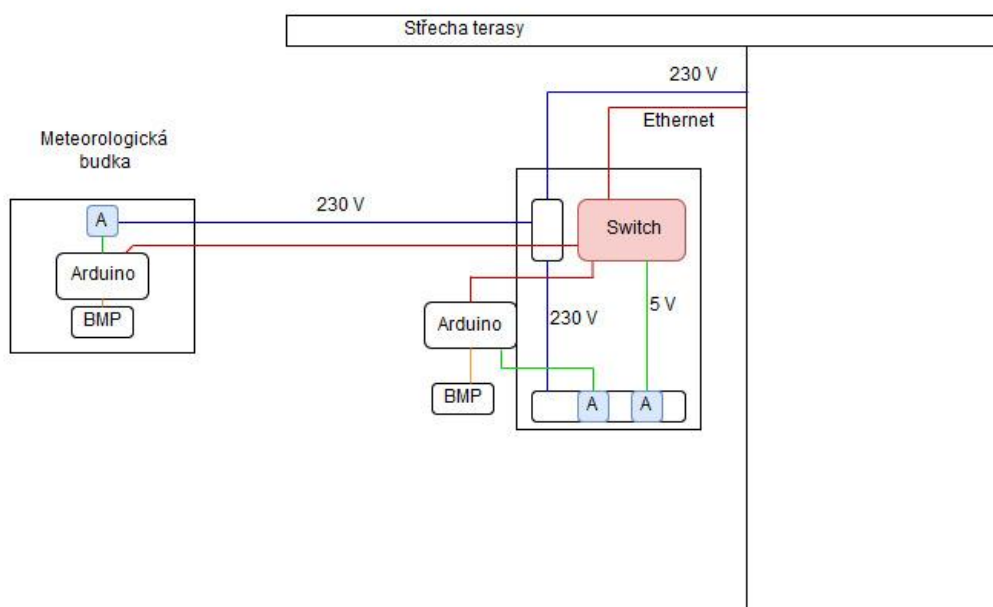 Střecha terasy
230 V
Ethernet
Meteorologická
budka
230 V
A
Switch
Arduino
BMP
Arduino
230 V
5 V
BMP
A
A